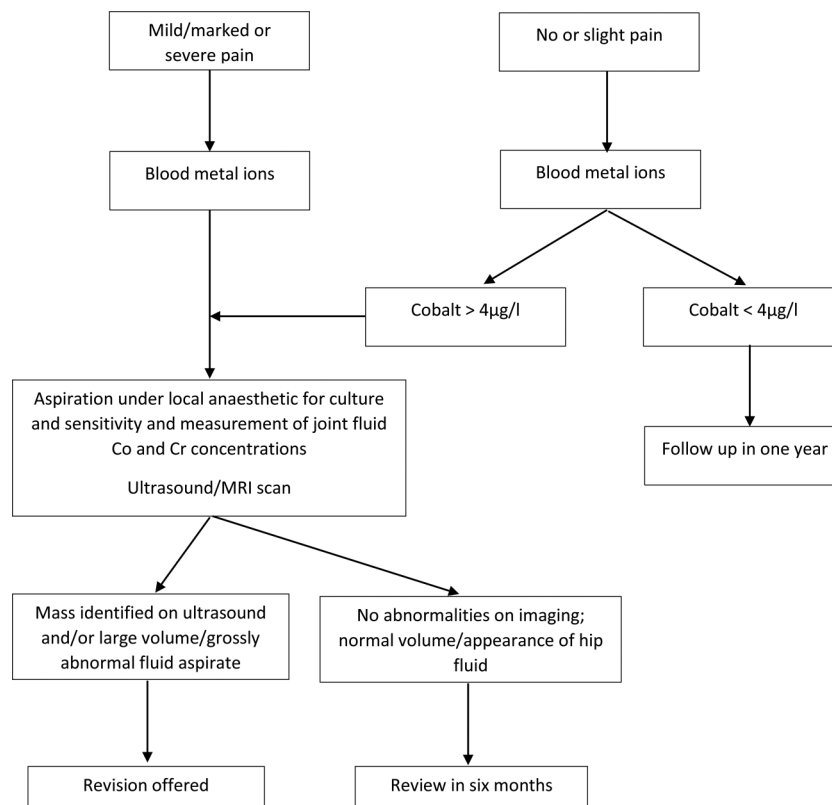 Mild/marked or
severe pain
No or slight pain
Blood metal ions
Blood metal ions
Cobalt > 4µg/l
Cobalt < 4µg/l
Aspiration under local anaesthetic for culture
and sensitivity and measurement of joint fluid
Co and Cr concentrations
Ultrasound/MRI scan
Follow up in one year
Mass identified on ultrasound
and/or large volume/grossly
abnormal fluid aspirate
No abnormalities on imaging;
normal volume/appearance of hip
fluid
Revision offered
Review in six months